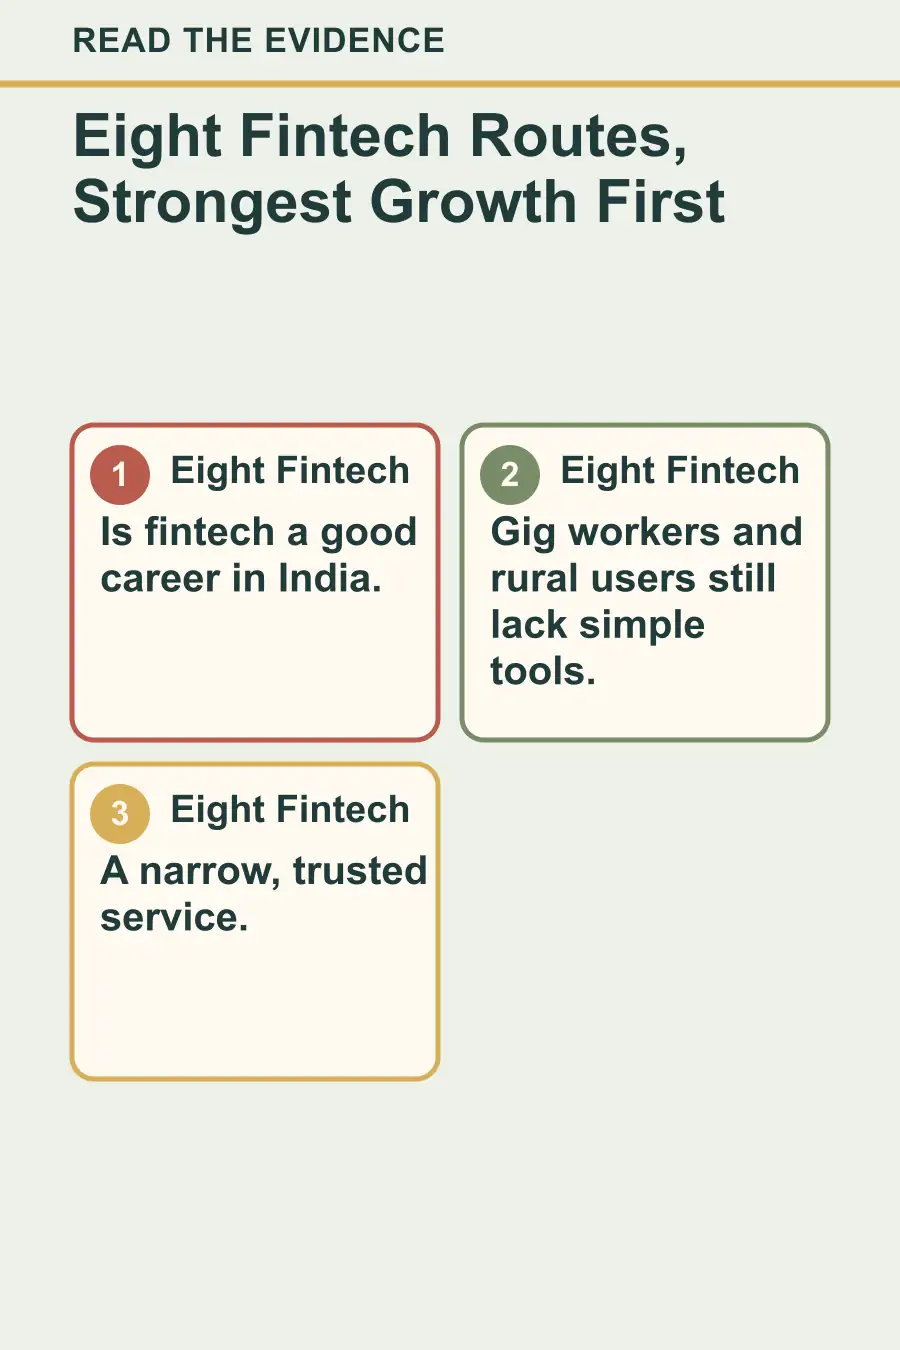 READ THE EVIDENCE
Eight Fintech Routes,
Strongest Growth First
1 Eight Fintech
Is fintech a good
career in India.
2 Eight Fintech
Gig workers and
rural users still
lack simple
tools.
3 Eight Fintech
A narrow, trusted
service.